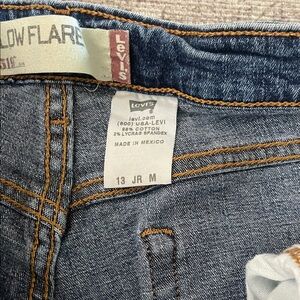 LOW FLARE
Levi's
Levi's
levi.com
(800) USA-LEVI
98% COTTON
2% LYCRA® SPANDEX
MADE IN MEXICO
13 JR M